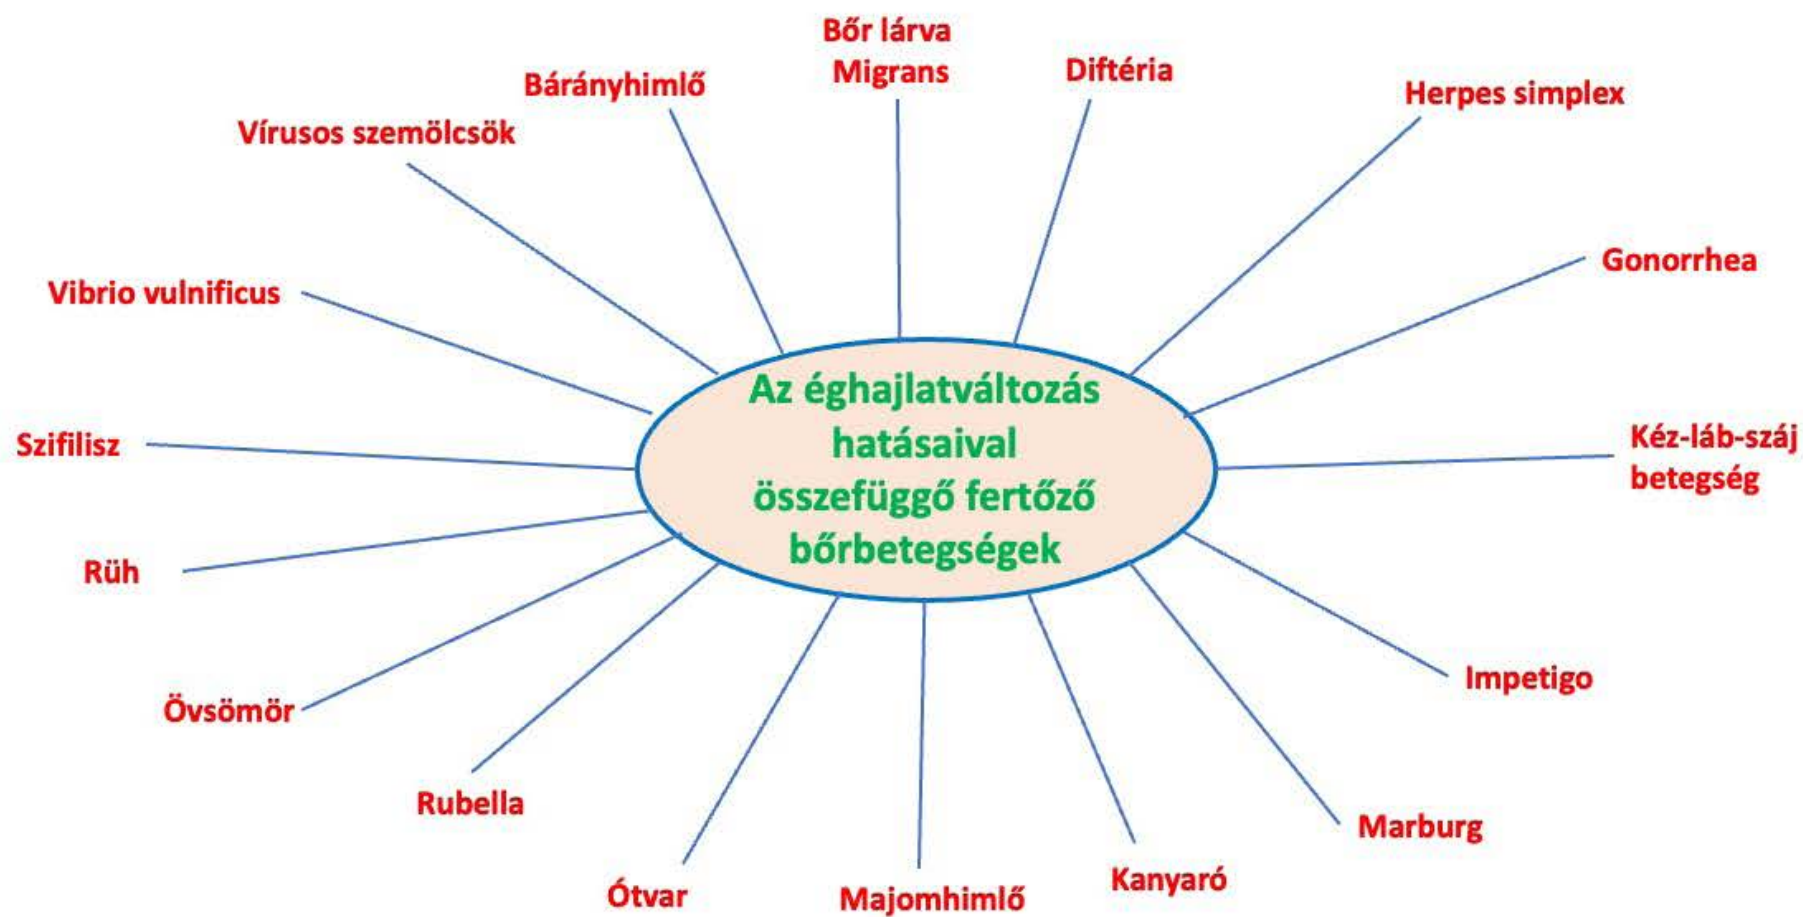 Bőr lárva
Migrans
Diftéria
Herpes simplex
Gonorrhea
Kéz-láb-száj
betegség
Impetigo
Marburg
Kanyaró
Majomhimlő
Ótvar
Rubella
Övsömör
Rüh
Szifilisz
Vibrio vulnificus
Vírusos szemölcsök
Bárányhimlő
Az éghajlatváltozás
hatásaival
összefüggő fertőző
bőrbetegségek